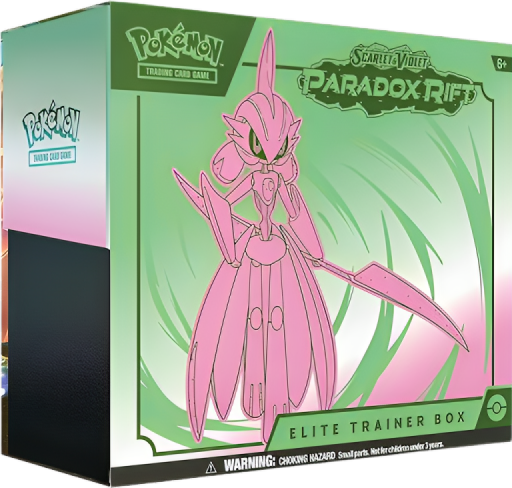 Pokémon
TRADING CARD GAME
SCARLET & VIOLET
PARADOX RIFT
6+
Pokémon
TRADING CARD GAME
ELITE TRAINER BOX
WARNING: CHOKING HAZARD Small parts. Not for children under 3 years.